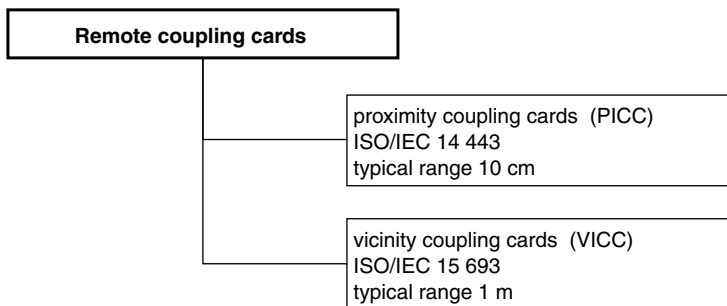 Remote coupling cards
proximity coupling cards (PICC)
ISO/IEC 14 443
typical range 10 cm
vicinity coupling cards (VICC)
ISO/IEC 15 693
typical range 1 m